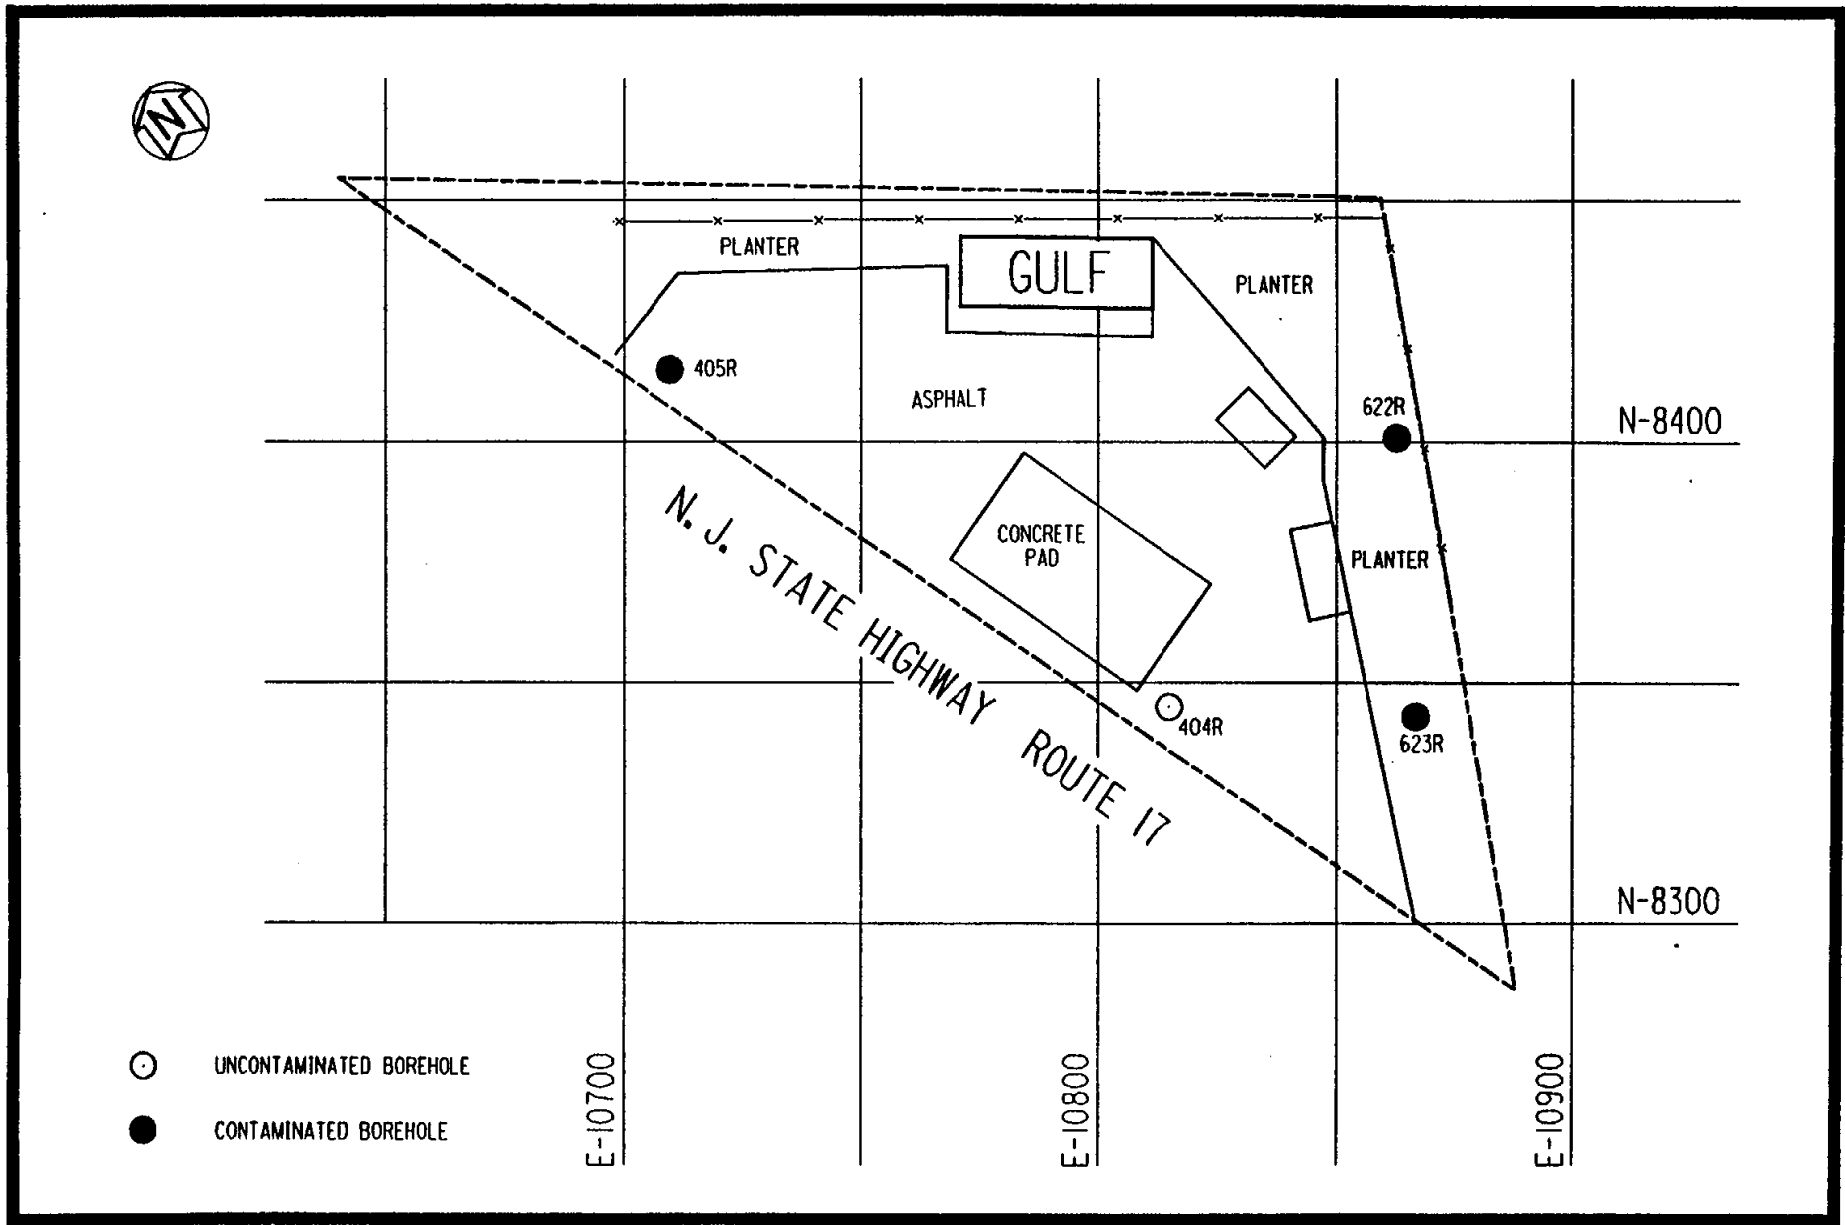 N
PLANTER
GULF
PLANTER
405R
ASPHALT
622R
N-8400
CONCRETE
PAD
PLANTER
N. J. STATE HIGHWAY ROUTE 17
404R
623R
N-8300
E-10700
E-10800
E-10900
UNCONTAMINATED BOREHOLE
CONTAMINATED BOREHOLE